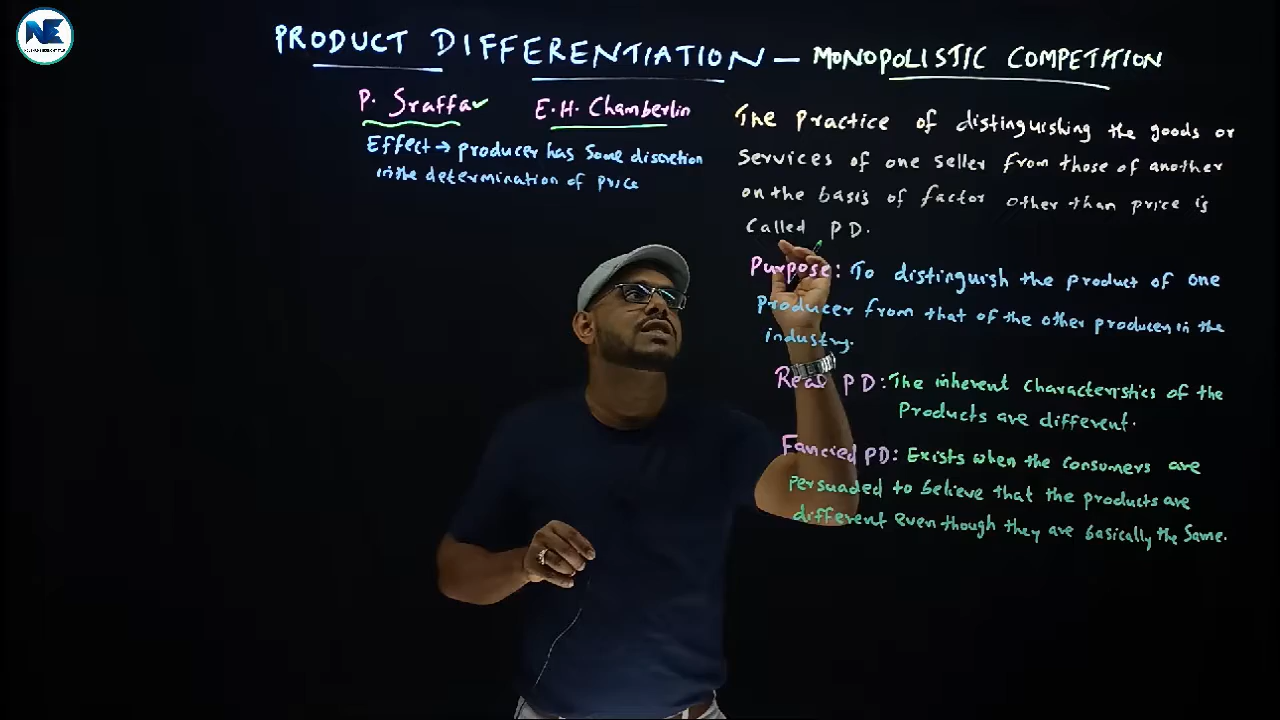 NE
PRODUCT DIFFERENTIATION — MONOPOLISTIC COMPETITION
P. Sraffa✓ E.H. Chamberlin
Effect → producer has some discretion
in the determination of price
The Practice of distinguishing the goods or
Services of one seller from those of another
on the basis of factor other than price is
Called PD.
Purpose: To distinguish the product of one
Producer from that of the other producer in the
industry.
Real PD: The inherent characteristics of the
Products are different.
Fancied PD: Exists when the consumers are
Persuaded to believe that the products are
different even though they are basically the same.